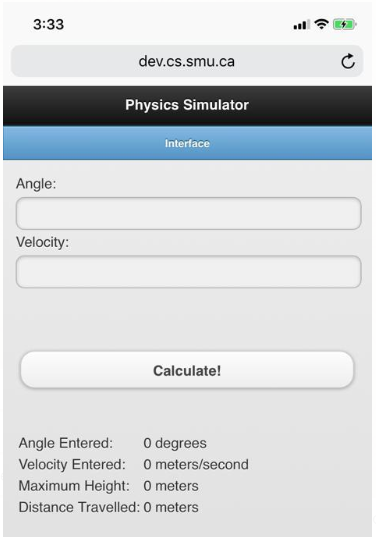 3:33
dev.cs.smu.ca
Physics Simulator
Interface
Angle:
Velocity:
Calculate!
Angle Entered: 0 degrees
Velocity Entered: 0 meters/second
Maximum Height: 0 meters
Distance Travelled: 0 meters